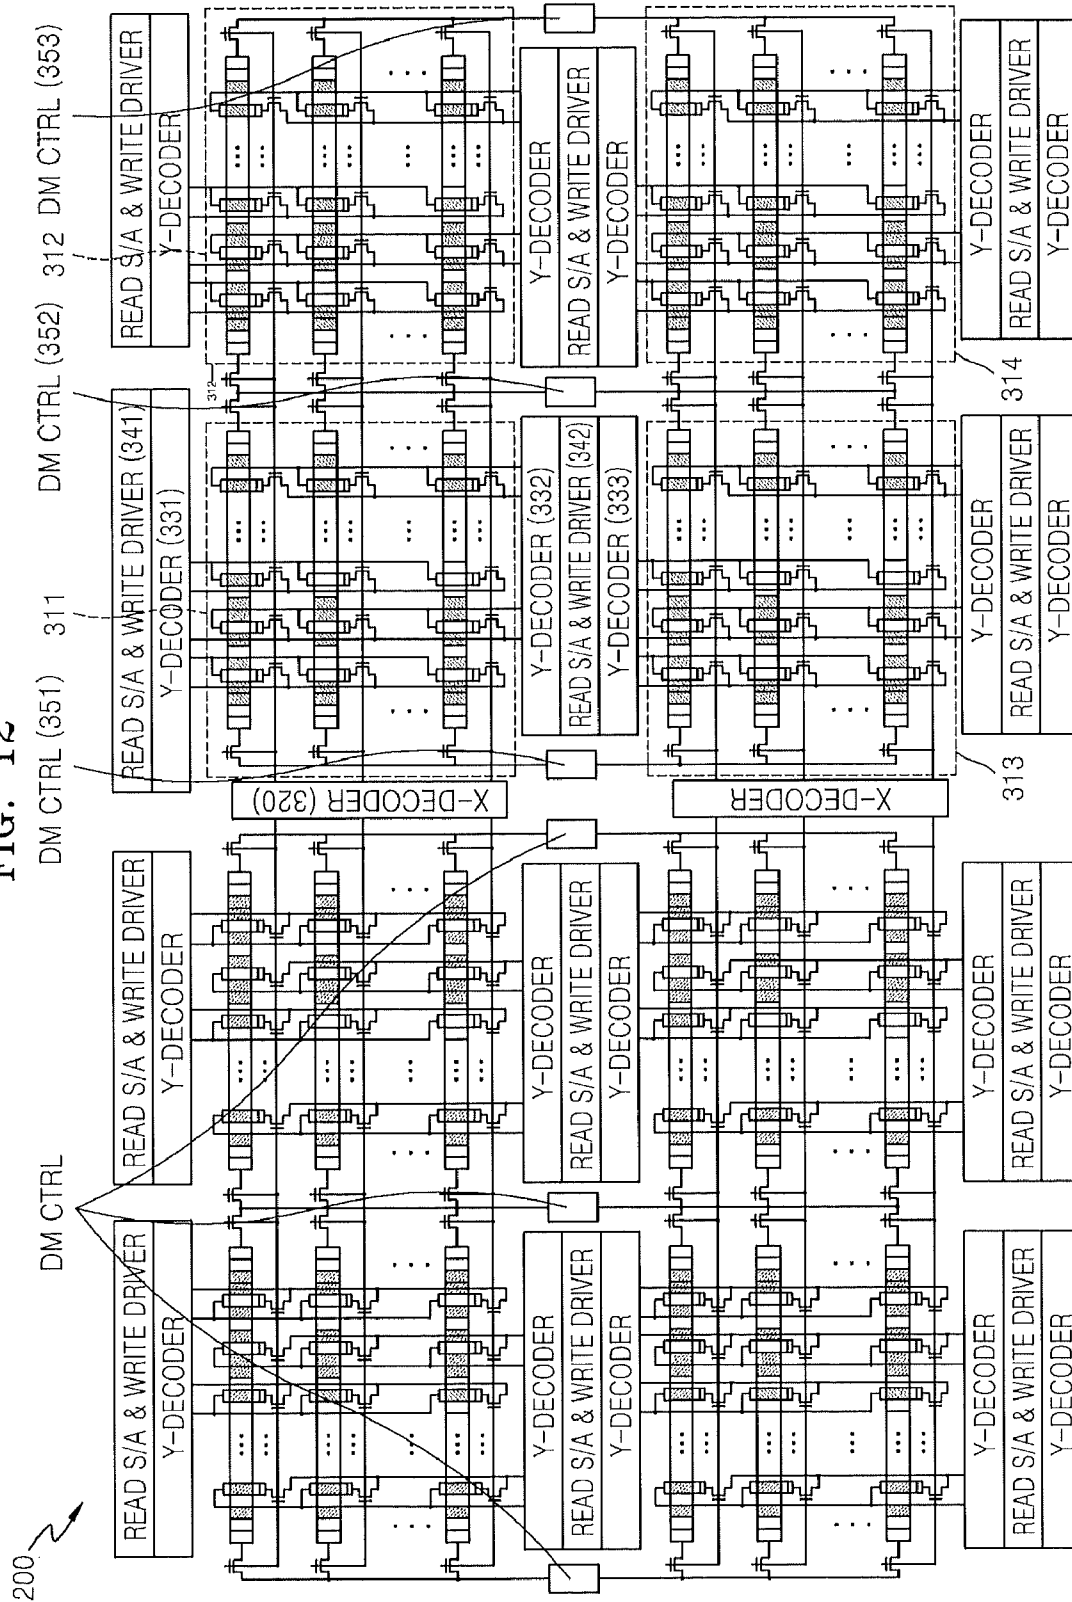 FIG. 12
200
DM CTRL
DM CTRL (351)
311
DM CTRL (352)
312
DM CTRL (353)
READ S/A & WRITE DRIVER
READ S/A & WRITE DRIVER
READ S/A & WRITE DRIVER (341)
READ S/A & WRITE DRIVER
Y-DECODER
Y-DECODER
Y-DECODER (331)
Y-DECODER
312
X-DECODER (320)
Y-DECODER
Y-DECODER
Y-DECODER (332)
Y-DECODER
READ S/A & WRITE DRIVER
READ S/A & WRITE DRIVER
READ S/A & WRITE DRIVER (342)
READ S/A & WRITE DRIVER
Y-DECODER
Y-DECODER
Y-DECODER (333)
Y-DECODER
X-DECODER
Y-DECODER
Y-DECODER
Y-DECODER
Y-DECODER
313
314
READ S/A & WRITE DRIVER
READ S/A & WRITE DRIVER
READ S/A & WRITE DRIVER
READ S/A & WRITE DRIVER
Y-DECODER
Y-DECODER
Y-DECODER
Y-DECODER